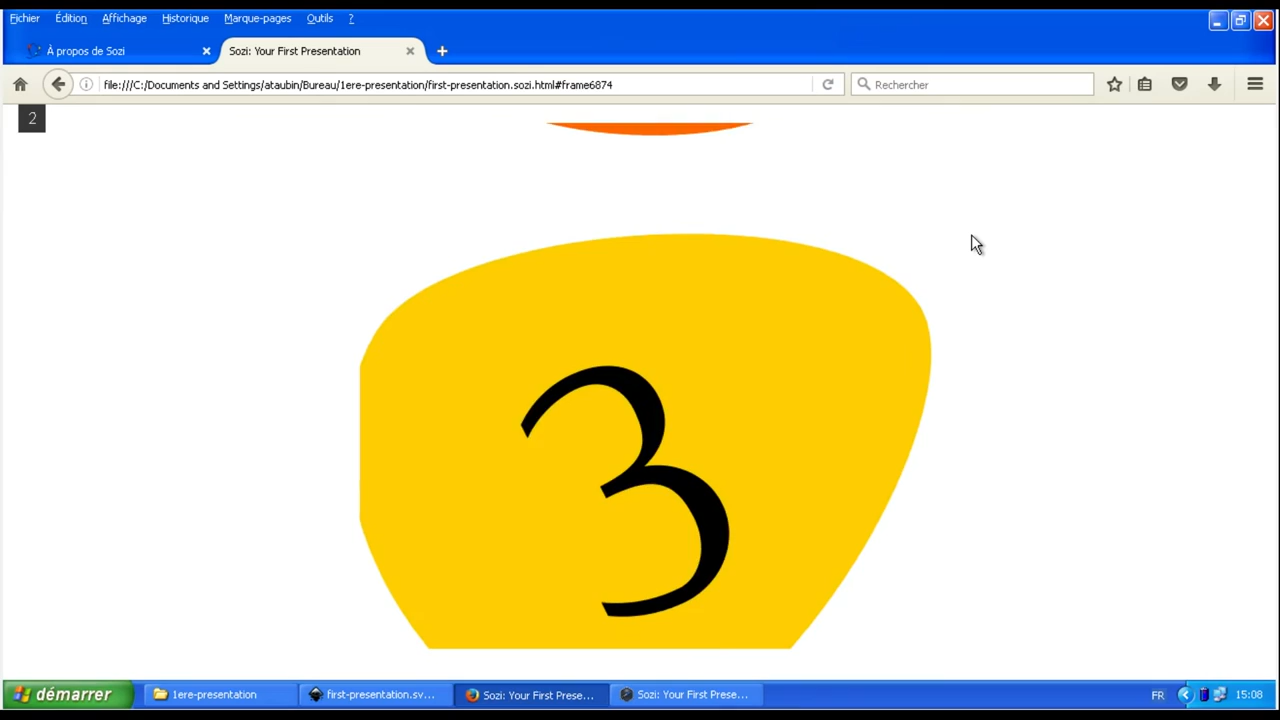 Fichier Édition Affichage Historique Marque-pages Outils ?
À propos de Sozi Sozi: Your First Presentation
file:///C:/Documents and Settings/ataubin/Bureau/1ere-presentation/first-presentation.sozi.html#frame6874 Rechercher
2
3
démarrer 1ere-presentation first-presentation.sv... Sozi: Your First Prese... Sozi: Your First Prese... FR 15:08